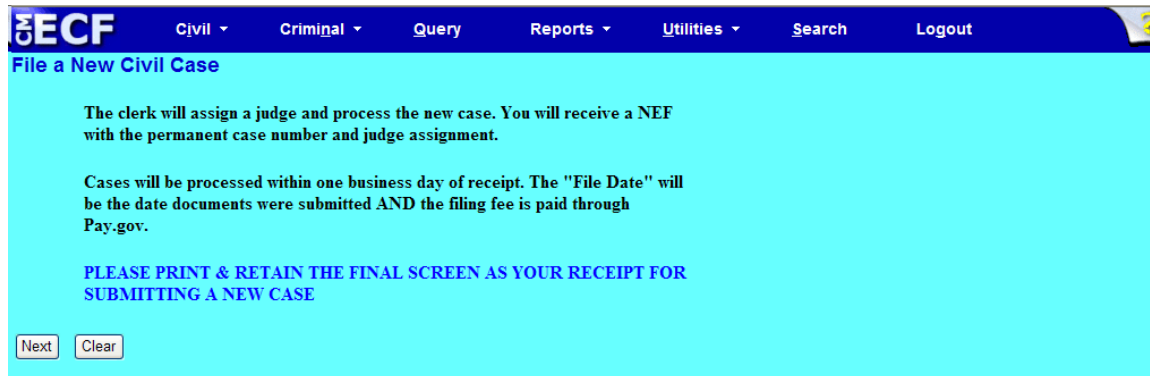 CM ECF Civil Criminal Query Reports Utilities Search Logout ?
File a New Civil Case
The clerk will assign a judge and process the new case. You will receive a NEF
with the permanent case number and judge assignment.
Cases will be processed within one business day of receipt. The "File Date" will
be the date documents were submitted AND the filing fee is paid through
Pay.gov.
PLEASE PRINT & RETAIN THE FINAL SCREEN AS YOUR RECEIPT FOR
SUBMITTING A NEW CASE
Next Clear